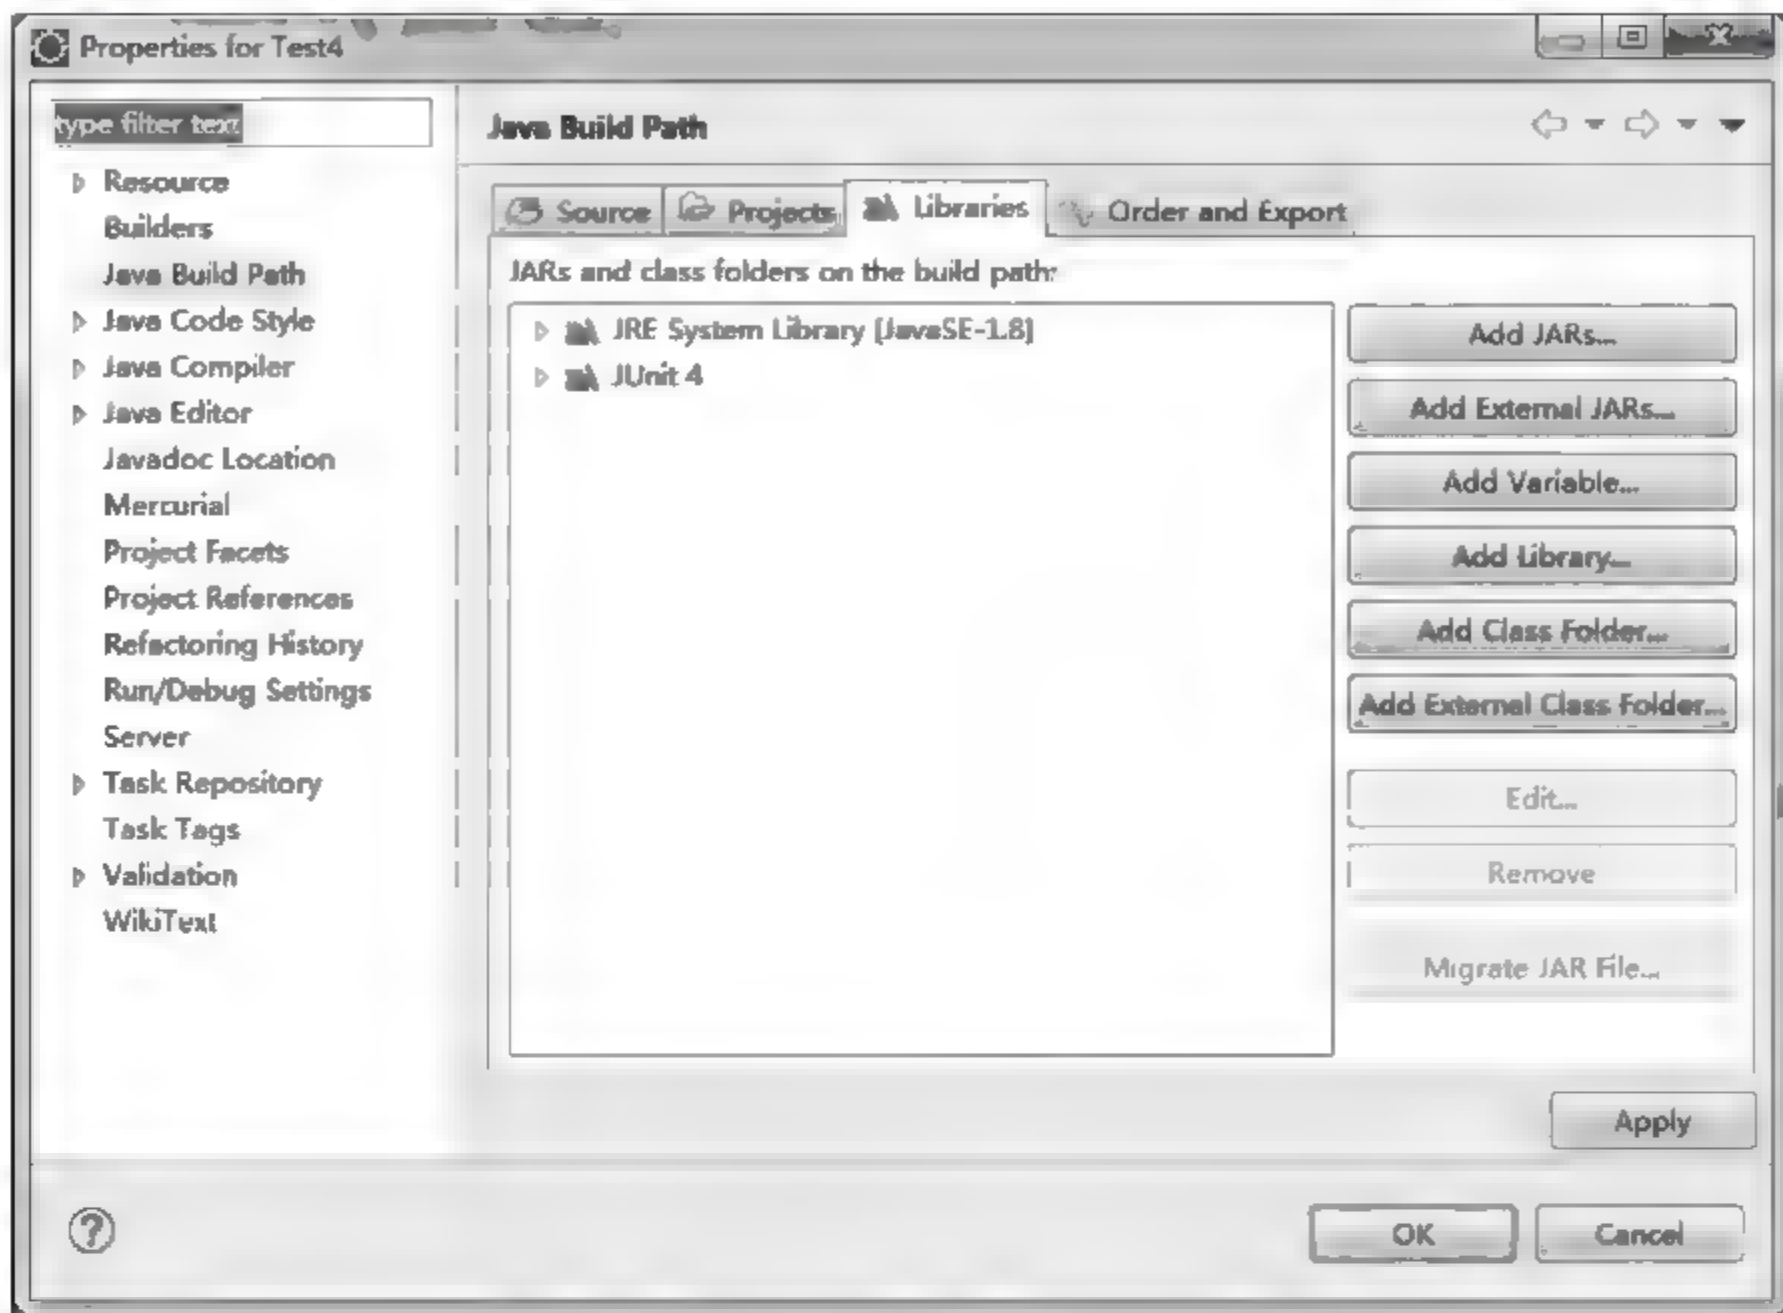 Properties for Test4
type filter text
Resource
Builders
Java Build Path
Java Code Style
Java Compiler
Java Editor
Javadoc Location
Mercurial
Project Facets
Project References
Refactoring History
Run/Debug Settings
Server
Task Repository
Task Tags
Validation
WikiText
Java Build Path
Source Projects Libraries Order and Export
JARs and class folders on the build path:
JRE System Library [JavaSE-1.8]
JUnit 4
Add JARs...
Add External JARs...
Add Variable...
Add Library...
Add Class Folder...
Add External Class Folder...
Edit...
Remove
Migrate JAR File...
Apply
OK Cancel